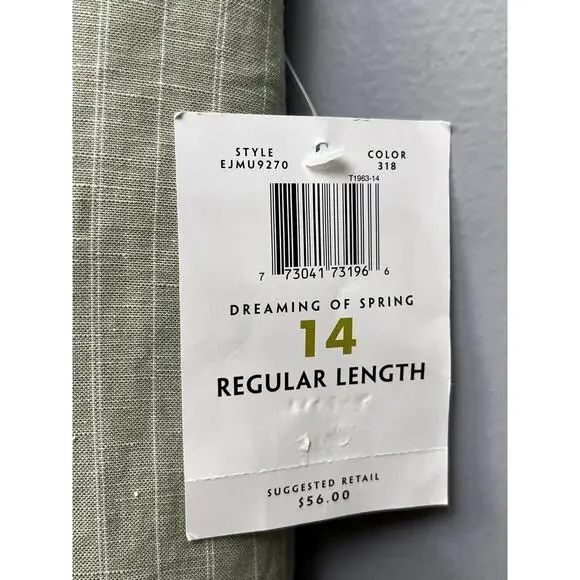 STYLE COLOR
EJMU9270 318
T1963-14
7 73041 73196 6
DREAMING OF SPRING
14
REGULAR LENGTH
SUGGESTED RETAIL
$56.00